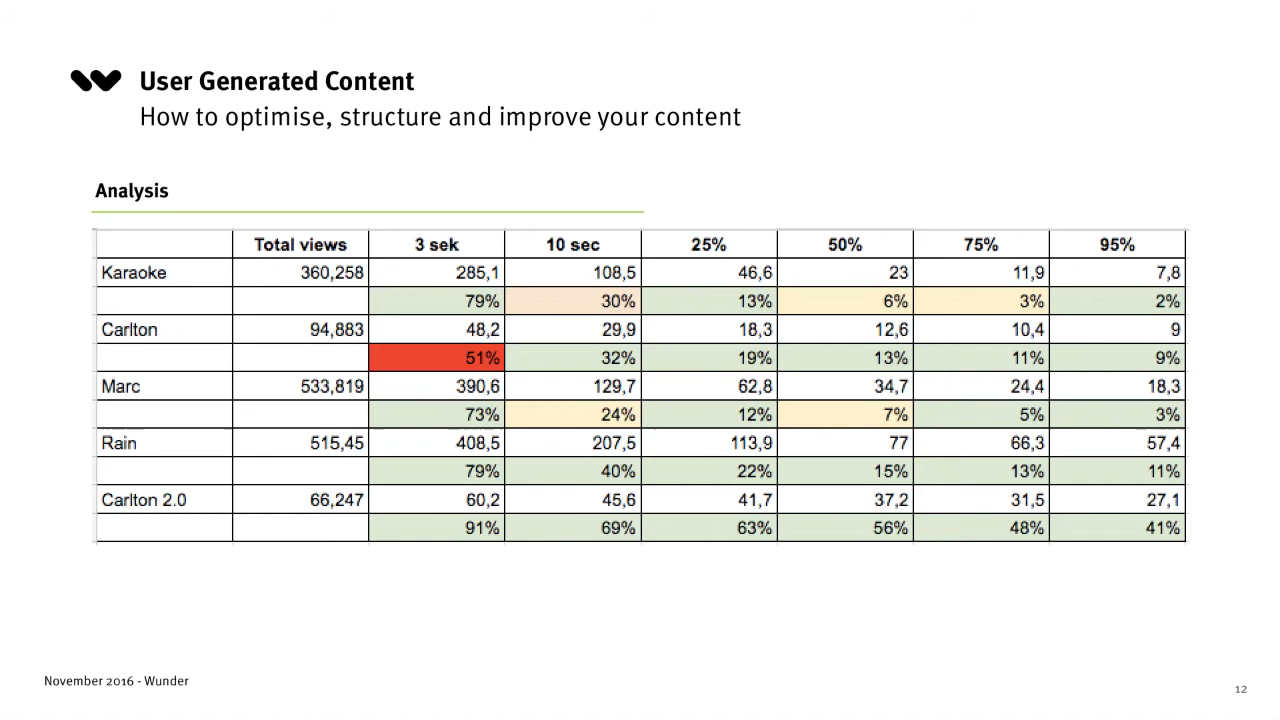 User Generated Content
How to optimise, structure and improve your content
Analysis
Total views 3 sek 10 sec 25% 50% 75% 95%
Karaoke 360,258 285,1 108,5 46,6 23 11,9 7,8
79% 30% 13% 6% 3% 2%
Carlton 94,883 48,2 29,9 18,3 12,6 10,4 9
51% 32% 19% 13% 11% 9%
Marc 533,819 390,6 129,7 62,8 34,7 24,4 18,3
73% 24% 12% 7% 5% 3%
Rain 515,45 408,5 207,5 113,9 77 66,3 57,4
79% 40% 22% 15% 13% 11%
Carlton 2.0 66,247 60,2 45,6 41,7 37,2 31,5 27,1
91% 69% 63% 56% 48% 41%
November 2016 - Wunder
12